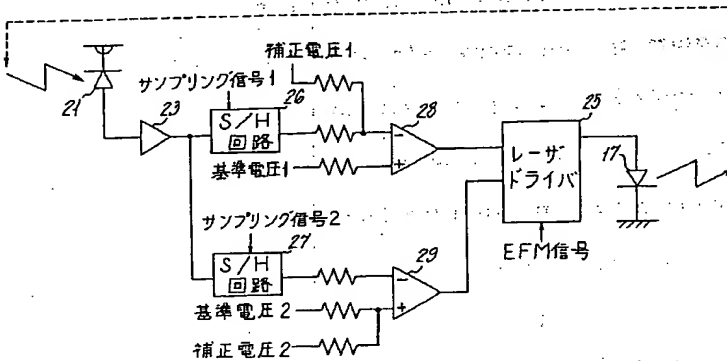 補正電圧1
21
サンプリング信号1
26
23
S/H
回路
28
25
基準電圧1
レーザ
ドライバ
17
サンプリング信号2
27
S/H
回路
29
EFM信号
基準電圧2
補正電圧2